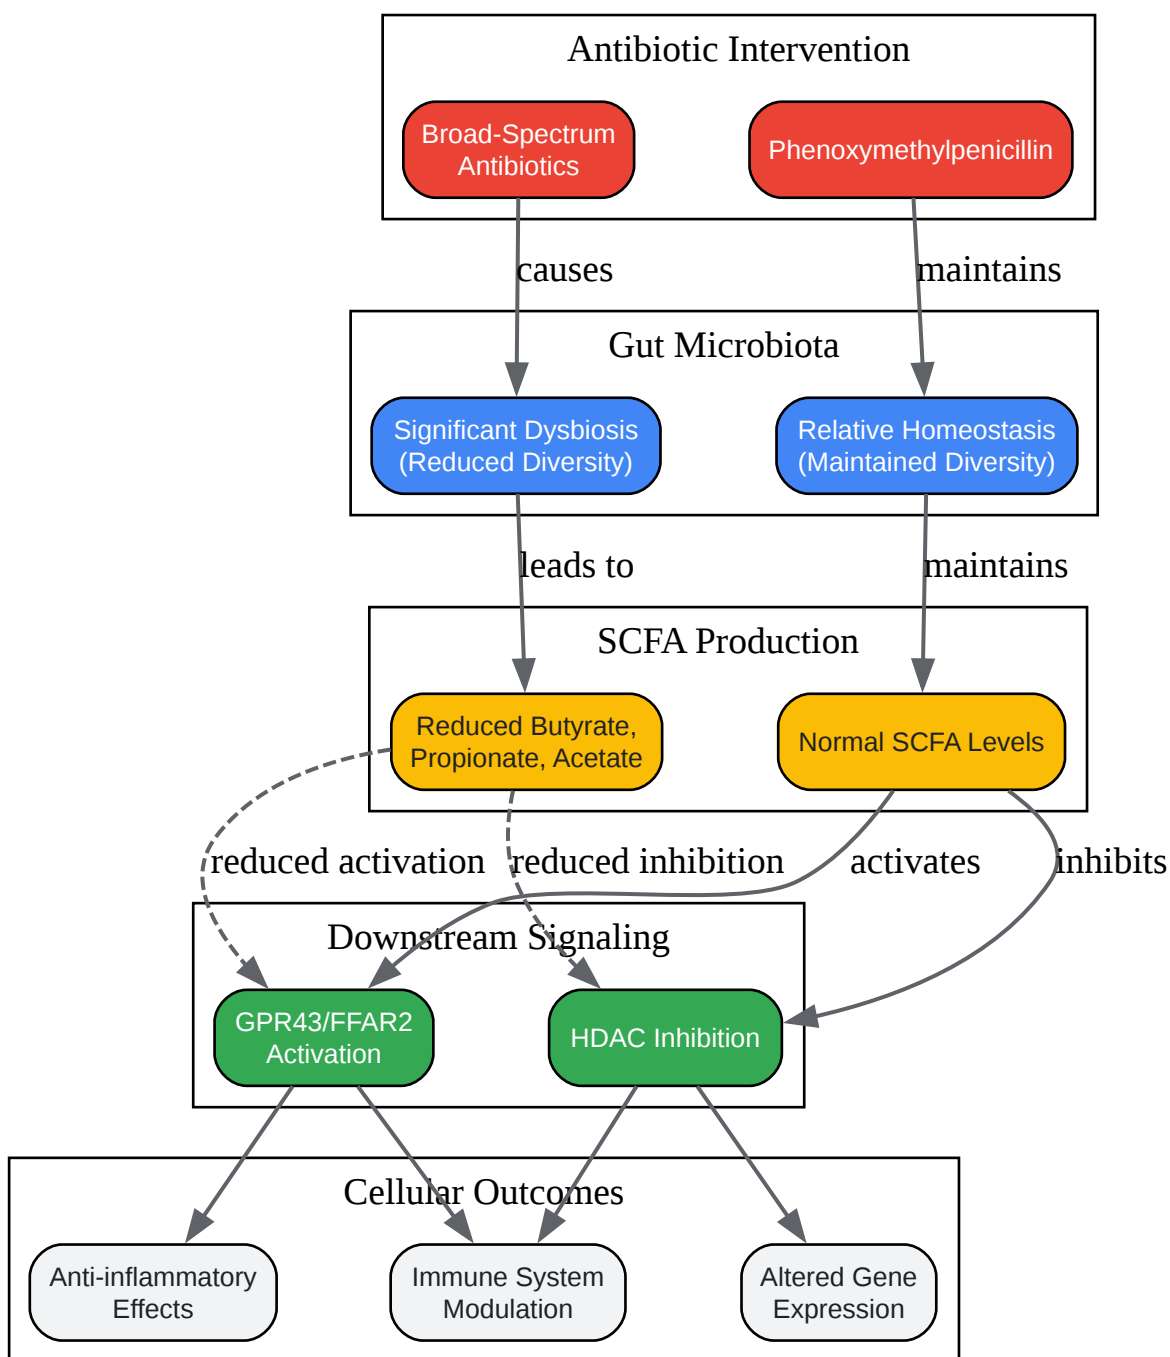 Antibiotic Intervention
Broad-Spectrum
Antibiotics
Phenoxymethylpenicillin
causes
maintains
Gut Microbiota
Significant Dysbiosis
(Reduced Diversity)
Relative Homeostasis
(Maintained Diversity)
leads to
maintains
SCFA Production
Reduced Butyrate,
Propionate, Acetate
Normal SCFA Levels
reduced activation
reduced inhibition
activates
inhibits
Downstream Signaling
GPR43/FFAR2
Activation
HDAC Inhibition
Cellular Outcomes
Anti-inflammatory
Effects
Immune System
Modulation
Altered Gene
Expression